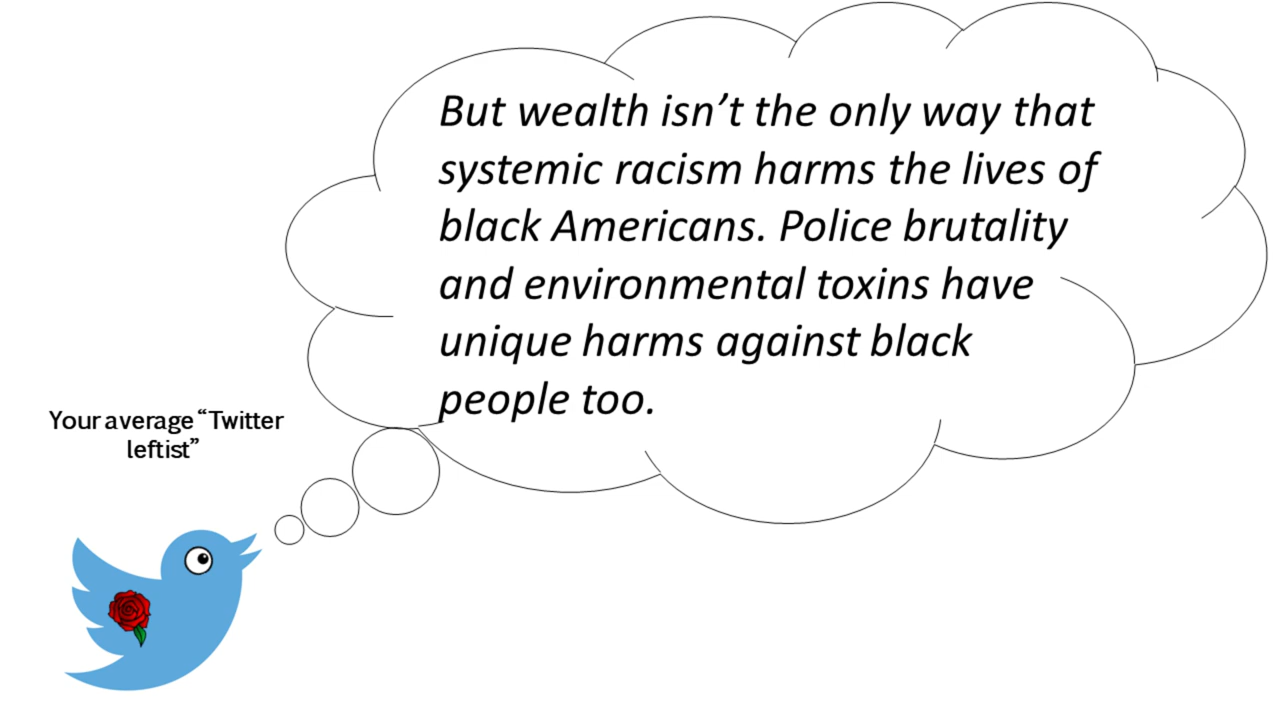 But wealth isn’t the only way that
systemic racism harms the lives of
black Americans. Police brutality
and environmental toxins have
unique harms against black
people too.
Your average “Twitter
leftist”